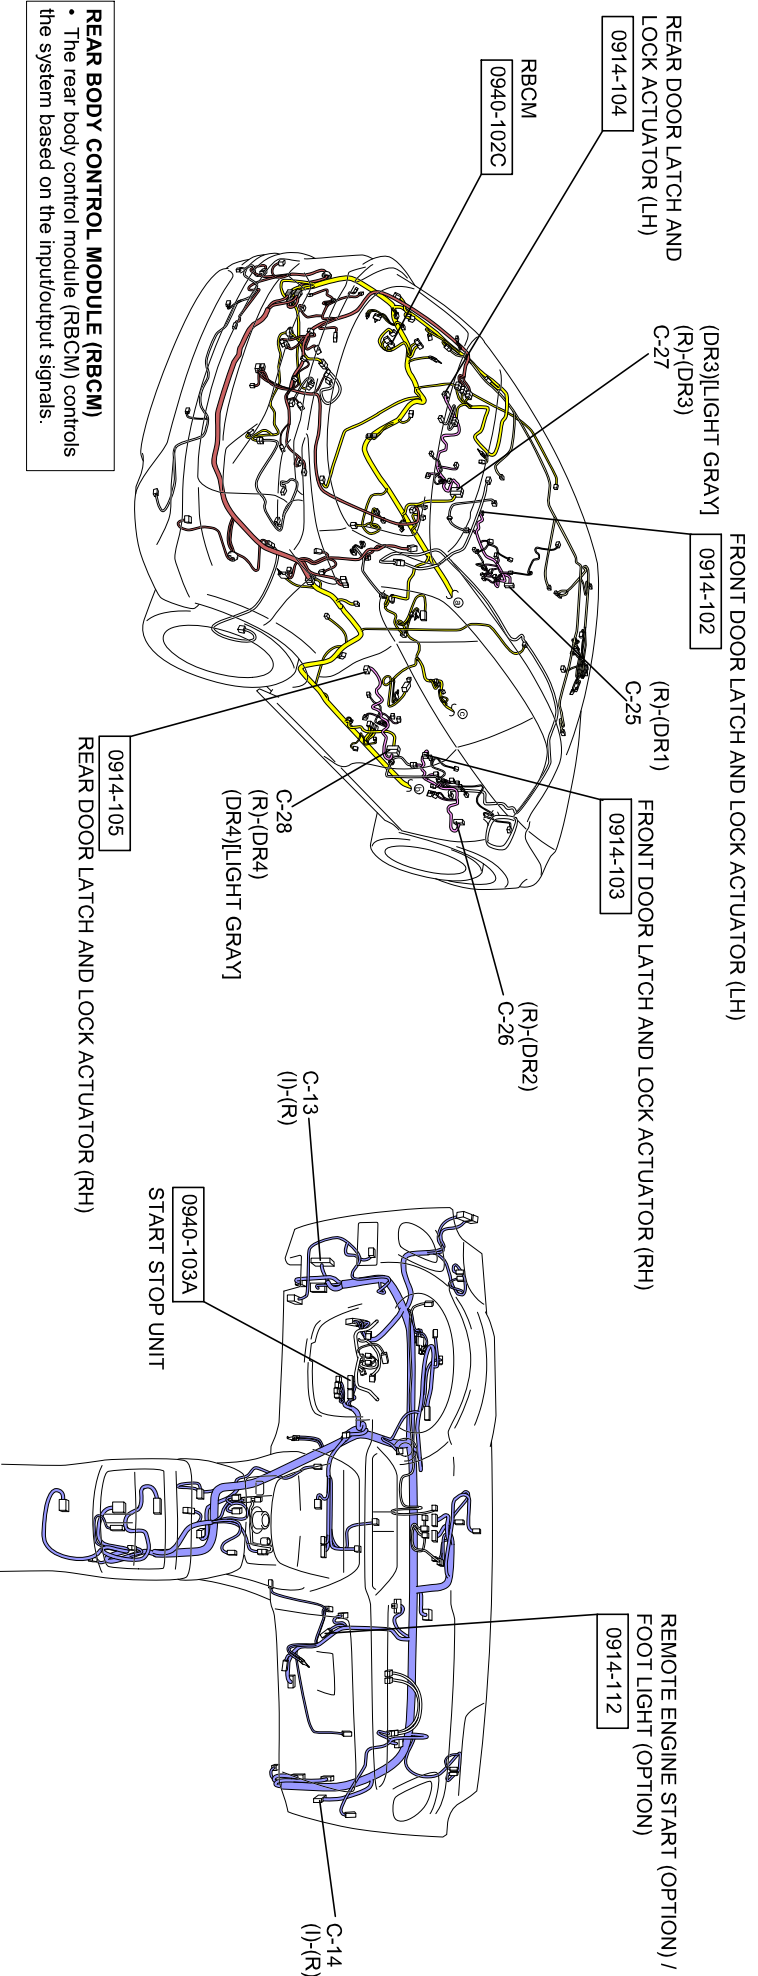 REAR DOOR LATCH AND
LOCK ACTUATOR (LH)
0914-104
RBCM
0940-102C
REAR BODY CONTROL MODULE (RBCM)
• The rear body control module (RBCM) controls
the system based on the input/output signals.
(DR3)[LIGHT GRAY]
(R)-(DR3)
C-27
FRONT DOOR LATCH AND LOCK ACTUATOR (LH)
0914-102
(R)-(DR1)
C-25
FRONT DOOR LATCH AND LOCK ACTUATOR (RH)
0914-103
(R)-(DR2)
C-26
C-28
(R)-(DR4)
(DR4)[LIGHT GRAY]
0914-105
REAR DOOR LATCH AND LOCK ACTUATOR (RH)
C-13
(I)-(R)
0940-103A
START STOP UNIT
REMOTE ENGINE START (OPTION) /
FOOT LIGHT (OPTION)
0914-112
C-14
(I)-(R)